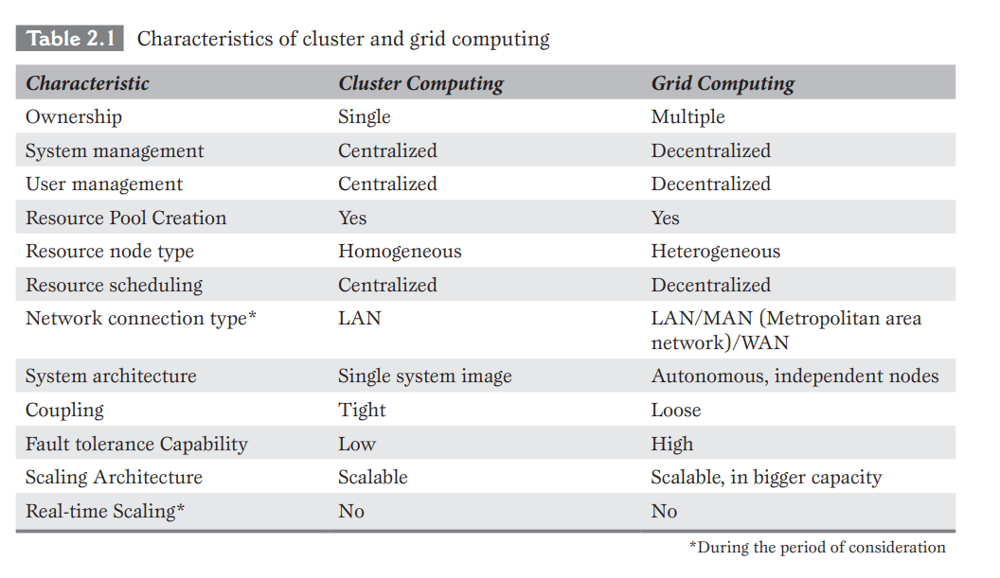 Table 2.1 Characteristics of cluster and grid computing
Characteristic Cluster Computing Grid Computing
Ownership Single Multiple
System management Centralized Decentralized
User management Centralized Decentralized
Resource Pool Creation Yes Yes
Resource node type Homogeneous Heterogeneous
Resource scheduling Centralized Decentralized
Network connection type* LAN LAN/MAN (Metropolitan area
network)/WAN
System architecture Single system image Autonomous, independent nodes
Coupling Tight Loose
Fault tolerance Capability Low High
Scaling Architecture Scalable Scalable, in bigger capacity
Real-time Scaling* No No
*During the period of consideration